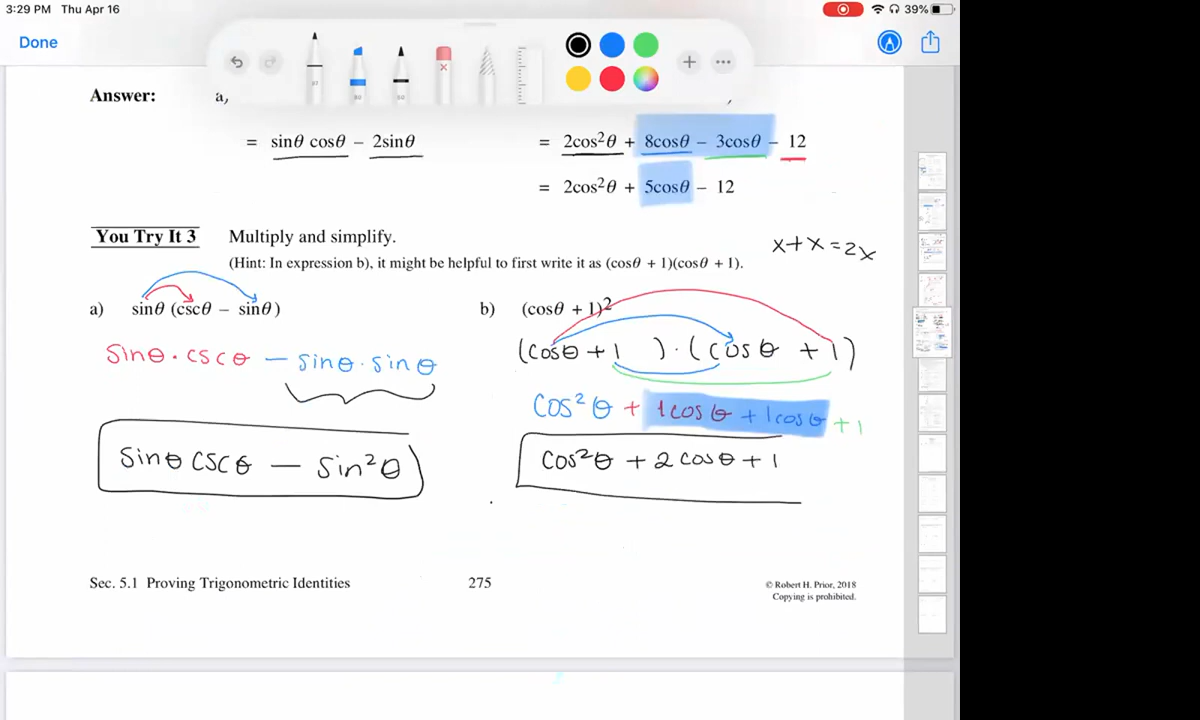 3:29 PM Thu Apr 16
39%
Done
Answer: a,
= sinθ cosθ − 2sinθ
= 2cos²θ + 8cosθ − 3cosθ − 12
= 2cos²θ + 5cosθ − 12
You Try It 3 Multiply and simplify.
x+x=2x
(Hint: In expression b), it might be helpful to first write it as (cosθ + 1)(cosθ + 1).
a) sinθ (cscθ − sinθ)
b) (cosθ + 1)²
sinθ · cscθ − sinθ · sinθ
(cosθ + 1 ) · (cosθ + 1)
cos²θ + 1cosθ + 1cosθ + 1
sinθ cscθ − sin²θ
cos²θ + 2cosθ + 1
Sec. 5.1 Proving Trigonometric Identities
275
© Robert H. Prior, 2018
Copying is prohibited.